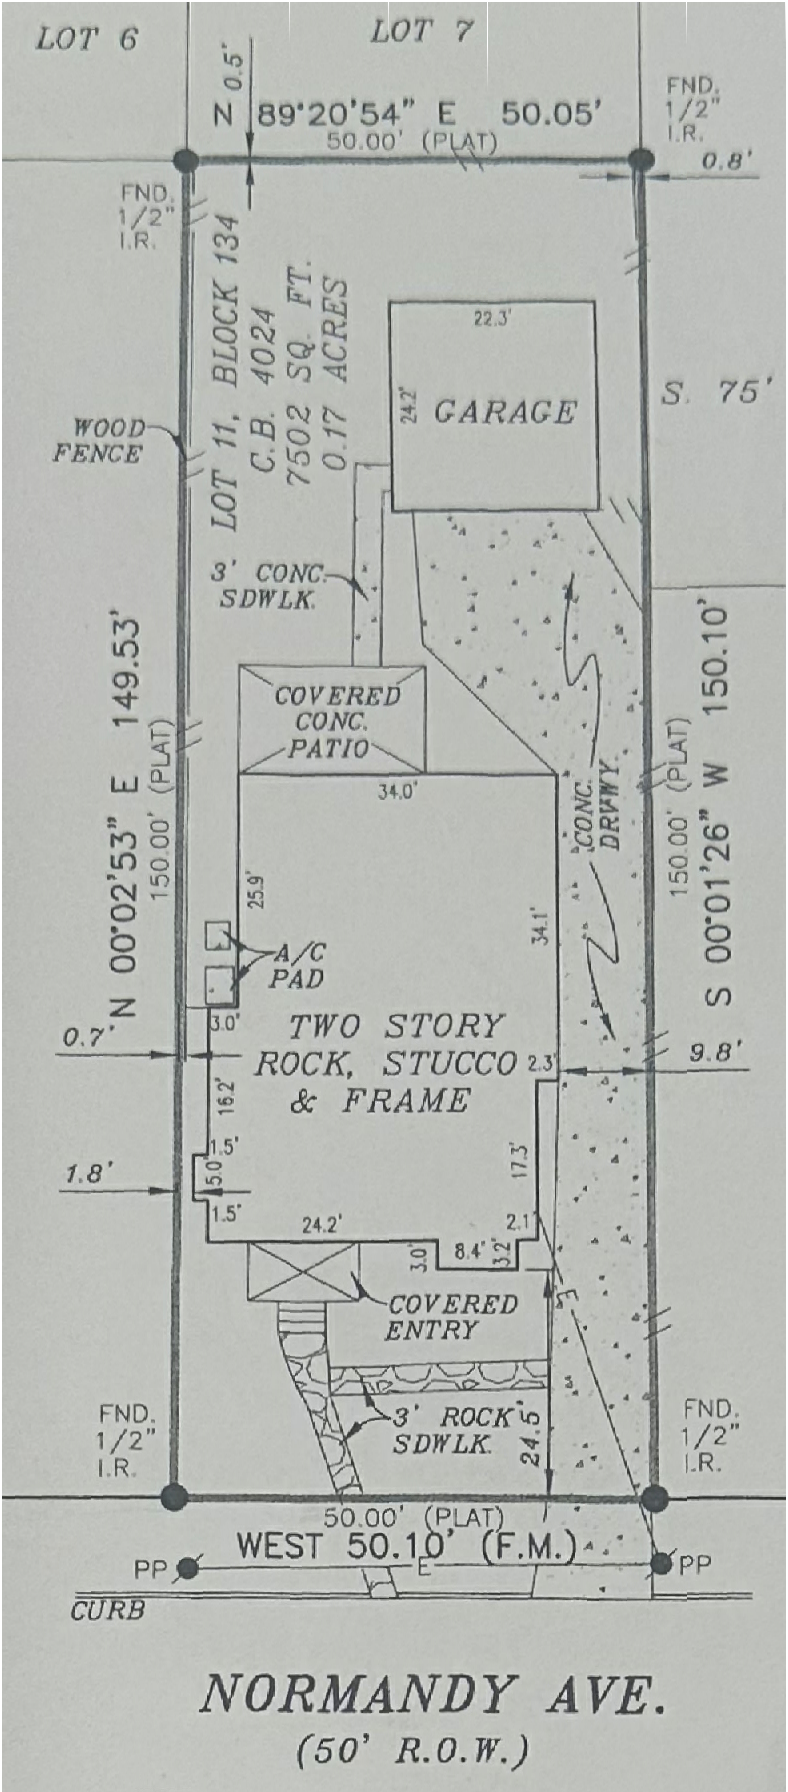 LOT 6
LOT 7
0.5'
N 89°20'54" E 50.05'
50.00' (PLAT)
FND.
1/2"
I.R.
0.8'
FND.
1/2"
I.R.
LOT 11, BLOCK 134
C.B. 4024
7502 SQ. FT.
0.17 ACRES
22.3'
24.2'
GARAGE
S. 75'
WOOD
FENCE
3' CONC.
SDWLK.
COVERED
CONC.
PATIO
34.0'
N 00°02'53" E 149.53'
150.00' (PLAT)
CONC.
DRVWY.
150.00' (PLAT)
S 00°01'26" W 150.10'
25.9'
34.1'
A/C
PAD
3.0'
TWO STORY
ROCK, STUCCO
& FRAME
0.7'
2.3'
9.8'
16.2'
1.5'
5.0'
1.8'
1.5'
17.3'
24.2'
2.1'
3.0'
8.4'
3.2'
COVERED
ENTRY
E
3' ROCK
SDWLK.
24.5'
FND.
1/2"
I.R.
FND.
1/2"
I.R.
50.00' (PLAT)
WEST 50.10' (F.M.)
PP
E
PP
CURB
NORMANDY AVE.
(50' R.O.W.)